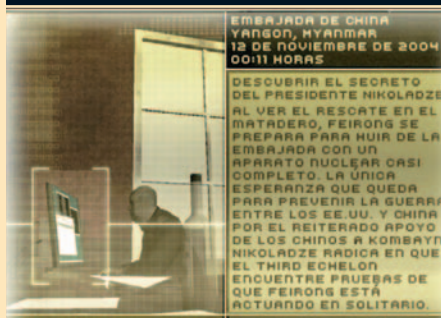 EMBAJADA DE CHINA
YANGON, MYANMAR
12 DE NOVIEMBRE DE 2004
00:11 HORAS
DESCUBRIR EL SECRETO
DEL PRESIDENTE NIKOLADZE
AL VER EL RESCATE EN EL
MATADERO, FEIRONG SE
PREPARA PARA HUIR DE LA
EMBAJADA CON UN
APARATO NUCLEAR CASI
COMPLETO. LA ÚNICA
ESPERANZA QUE QUEDA
PARA PREVENIR LA GUERRA
ENTRE LOS EE.UU. Y CHINA
POR EL REITERADO APOYO
DE LOS CHINOS A KOMBAYN
NIKOLADZE RADICA EN QUE
EL THIRD ECHELON
ENCUENTRE PRUEBAS DE
QUE FEIRONG ESTÁ
ACTUANDO EN SOLITARIO.